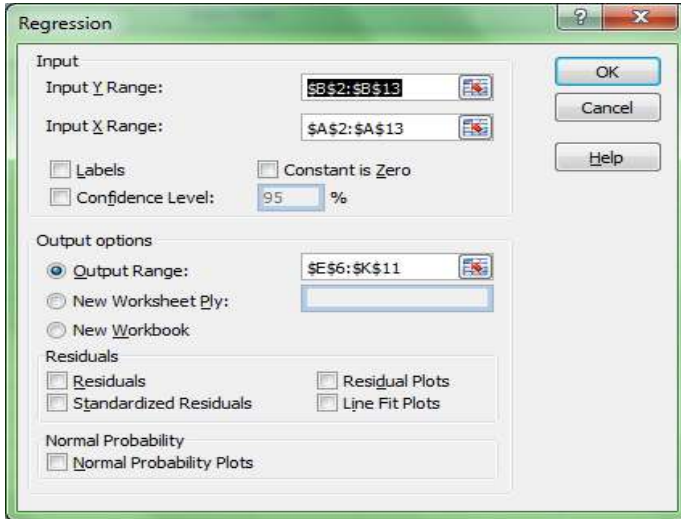 Regression
?
X
Input
Input Y Range: $B$2:$B$13
Input X Range: $A$2:$A$13
Labels Constant is Zero
Confidence Level: 95 %
OK
Cancel
Help
Output options
Output Range: $E$6:$K$11
New Worksheet Ply:
New Workbook
Residuals
Residuals Residual Plots
Standardized Residuals Line Fit Plots
Normal Probability
Normal Probability Plots